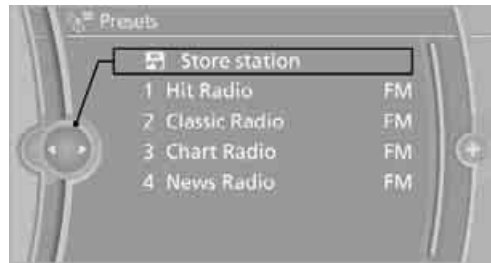 Presets
Store station
1 Hit Radio FM
2 Classic Radio FM
3 Chart Radio FM
4 News Radio FM